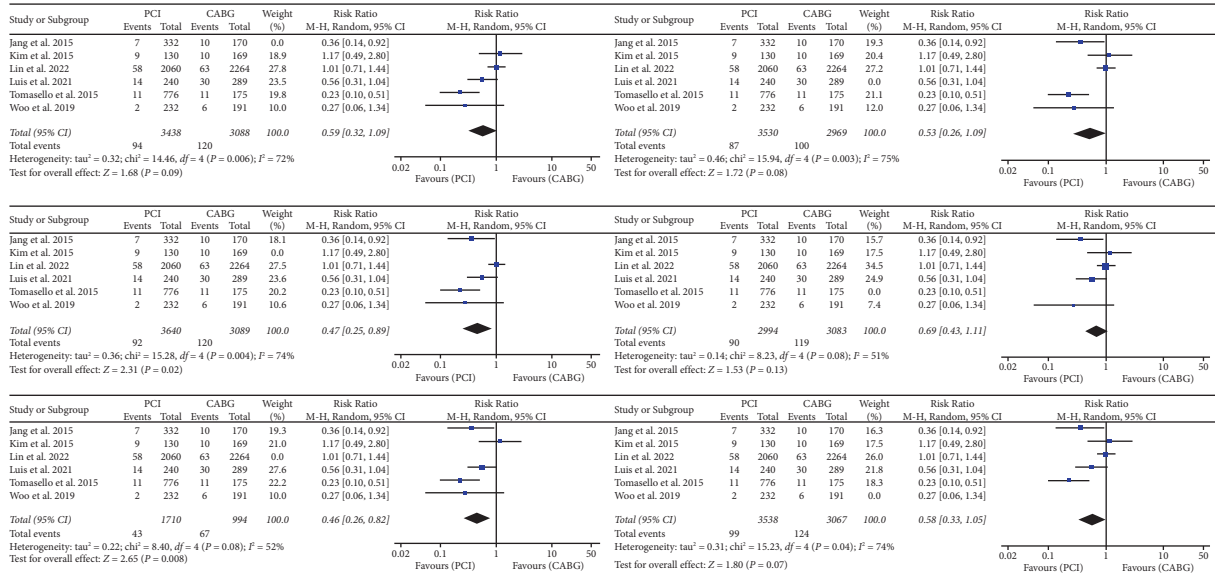 Study or Subgroup PCI CABG Weight Risk Ratio Risk Ratio
Events Total Events Total (%) M-H, Random, 95% CI M-H, Random, 95% CI
Jang et al. 2015 7 332 10 170 0.0 0.36 [0.14, 0.92]
Kim et al. 2015 9 130 10 169 18.9 1.17 [0.49, 2.80]
Lin et al. 2022 58 2060 63 2264 27.8 1.01 [0.71, 1.44]
Luis et al. 2021 14 240 30 289 23.5 0.56 [0.31, 1.04]
Tomasello et al. 2015 11 776 11 175 19.8 0.23 [0.10, 0.51]
Woo et al. 2019 2 232 6 191 10.0 0.27 [0.06, 1.34]
Total (95% CI) 3438 3088 100.0 0.59 [0.32, 1.09]
Total events 94 120
Heterogeneity: tau² = 0.32; chi² = 14.46, df = 4 (P = 0.006); I² = 72%
Test for overall effect: Z = 1.68 (P = 0.09)
0.02 0.1 1 10 50
Favours (PCI) Favours (CABG)
Study or Subgroup PCI CABG Weight Risk Ratio Risk Ratio
Events Total Events Total (%) M-H, Random, 95% CI M-H, Random, 95% CI
Jang et al. 2015 7 332 10 170 19.3 0.36 [0.14, 0.92]
Kim et al. 2015 9 130 10 169 20.4 1.17 [0.49, 2.80]
Lin et al. 2022 58 2060 63 2264 27.2 1.01 [0.71, 1.44]
Luis et al. 2021 14 240 30 289 0.0 0.56 [0.31, 1.04]
Tomasello et al. 2015 11 776 11 175 21.1 0.23 [0.10, 0.51]
Woo et al. 2019 2 232 6 191 12.0 0.27 [0.06, 1.34]
Total (95% CI) 3530 2969 100.0 0.53 [0.26, 1.09]
Total events 87 100
Heterogeneity: tau² = 0.46; chi² = 15.94, df = 4 (P = 0.003); I² = 75%
Test for overall effect: Z = 1.72 (P = 0.08)
0.02 0.1 1 10 50
Favours (PCI) Favours (CABG)
Study or Subgroup PCI CABG Weight Risk Ratio Risk Ratio
Events Total Events Total (%) M-H, Random, 95% CI M-H, Random, 95% CI
Jang et al. 2015 7 332 10 170 18.1 0.36 [0.14, 0.92]
Kim et al. 2015 9 130 10 169 0.0 1.17 [0.49, 2.80]
Lin et al. 2022 58 2060 63 2264 27.5 1.01 [0.71, 1.44]
Luis et al. 2021 14 240 30 289 23.6 0.56 [0.31, 1.04]
Tomasello et al. 2015 11 776 11 175 20.2 0.23 [0.10, 0.51]
Woo et al. 2019 2 232 6 191 10.6 0.27 [0.06, 1.34]
Total (95% CI) 3640 3089 100.0 0.47 [0.25, 0.89]
Total events 92 120
Heterogeneity: tau² = 0.36; chi² = 15.28, df = 4 (P = 0.004); I² = 74%
Test for overall effect: Z = 2.31 (P = 0.02)
0.02 0.1 1 10 50
Favours (PCI) Favours (CABG)
Study or Subgroup PCI CABG Weight Risk Ratio Risk Ratio
Events Total Events Total (%) M-H, Random, 95% CI M-H, Random, 95% CI
Jang et al. 2015 7 332 10 170 15.7 0.36 [0.14, 0.92]
Kim et al. 2015 9 130 10 169 17.5 1.17 [0.49, 2.80]
Lin et al. 2022 58 2060 63 2264 34.5 1.01 [0.71, 1.44]
Luis et al. 2021 14 240 30 289 24.9 0.56 [0.31, 1.04]
Tomasello et al. 2015 11 776 11 175 0.0 0.23 [0.10, 0.51]
Woo et al. 2019 2 232 6 191 7.4 0.27 [0.06, 1.34]
Total (95% CI) 2994 3083 100.0 0.69 [0.43, 1.11]
Total events 90 119
Heterogeneity: tau² = 0.14; chi² = 8.23, df = 4 (P = 0.08); I² = 51%
Test for overall effect: Z = 1.53 (P = 0.13)
0.02 0.1 1 10 50
Favours (PCI) Favours (CABG)
Study or Subgroup PCI CABG Weight Risk Ratio Risk Ratio
Events Total Events Total (%) M-H, Random, 95% CI M-H, Random, 95% CI
Jang et al. 2015 7 332 10 170 19.3 0.36 [0.14, 0.92]
Kim et al. 2015 9 130 10 169 21.0 1.17 [0.49, 2.80]
Lin et al. 2022 58 2060 63 2264 0.0 1.01 [0.71, 1.44]
Luis et al. 2021 14 240 30 289 27.6 0.56 [0.31, 1.04]
Tomasello et al. 2015 11 776 11 175 22.2 0.23 [0.10, 0.51]
Woo et al. 2019 2 232 6 191 10.0 0.27 [0.06, 1.34]
Total (95% CI) 1710 994 100.0 0.46 [0.26, 0.82]
Total events 43 67
Heterogeneity: tau² = 0.22; chi² = 8.40, df = 4 (P = 0.08); I² = 52%
Test for overall effect: Z = 2.65 (P = 0.008)
0.02 0.1 1 10 50
Favours (PCI) Favours (CABG)
Study or Subgroup PCI CABG Weight Risk Ratio Risk Ratio
Events Total Events Total (%) M-H, Random, 95% CI M-H, Random, 95% CI
Jang et al. 2015 7 332 10 170 16.3 0.36 [0.14, 0.92]
Kim et al. 2015 9 130 10 169 17.5 1.17 [0.49, 2.80]
Lin et al. 2022 58 2060 63 2264 26.0 1.01 [0.71, 1.44]
Luis et al. 2021 14 240 30 289 21.8 0.56 [0.31, 1.04]
Tomasello et al. 2015 11 776 11 175 18.3 0.23 [0.10, 0.51]
Woo et al. 2019 2 232 6 191 0.0 0.27 [0.06, 1.34]
Total (95% CI) 3538 3067 100.0 0.58 [0.33, 1.05]
Total events 99 124
Heterogeneity: tau² = 0.31; chi² = 15.23, df = 4 (P = 0.04); I² = 74%
Test for overall effect: Z = 1.80 (P = 0.07)
0.02 0.1 1 10 50
Favours (PCI) Favours (CABG)